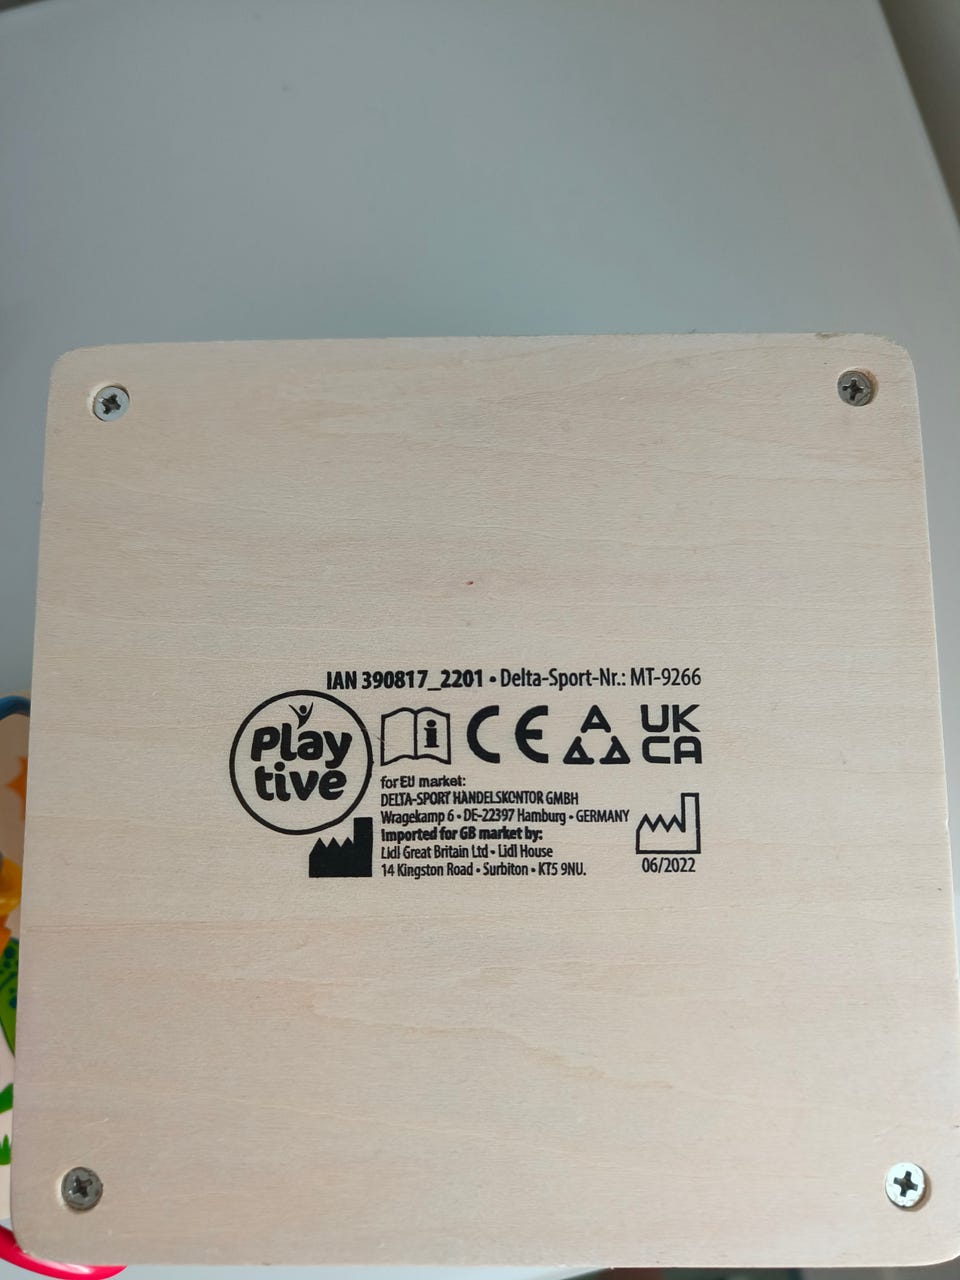 IAN 390817_2201 • Delta-Sport-Nr.: MT-9266
Play
tive
i
CE
A
UK
CA
for EU market:
DELTA-SPORT HANDELSKONTOR GMBH
Wragekamp 6 • DE-22397 Hamburg • GERMANY
Imported for GB market by:
Lidl Great Britain Ltd • Lidl House
14 Kingston Road • Surbiton • KT5 9NU.
06/2022